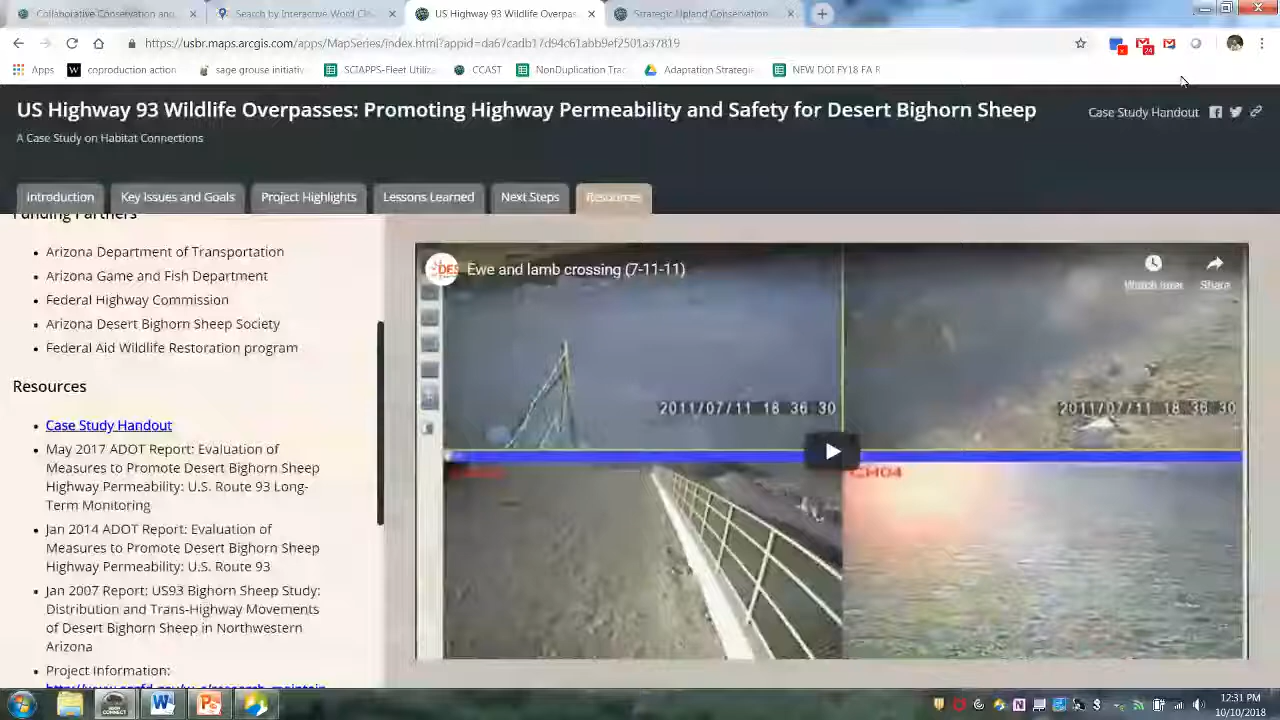 Collaborative Conservation and
Search by Interactive Word Cl
US Highway 93 Wildlife Overpas
Strategic Upland Conservation
https://usbr.maps.arcgis.com/apps/MapSeries/index.html?appid=da67cadb17d94c61abb9ef2501a37819
24
Apps
coproduction action
sage grouse initiativ
SCIAPPS-Fleet Utiliza
CCAST
NonDuplication Trac
Adaptation Strategie
NEW DOI FY18 FA R
US Highway 93 Wildlife Overpasses: Promoting Highway Permeability and Safety for Desert Bighorn Sheep
Case Study Handout
A Case Study on Habitat Connections
Introduction
Key Issues and Goals
Project Highlights
Lessons Learned
Next Steps
Resources
Funding Partners
Arizona Department of Transportation
Arizona Game and Fish Department
Federal Highway Commission
Arizona Desert Bighorn Sheep Society
Federal Aid Wildlife Restoration program
Resources
Case Study Handout
May 2017 ADOT Report: Evaluation of
Measures to Promote Desert Bighorn Sheep
Highway Permeability: U.S. Route 93 Long-
Term Monitoring
Jan 2014 ADOT Report: Evaluation of
Measures to Promote Desert Bighorn Sheep
Highway Permeability: U.S. Route 93
Jan 2007 Report: US93 Bighorn Sheep Study:
Distribution and Trans-Highway Movements
of Desert Bighorn Sheep in Northwestern
Arizona
Project Information:
DES
Ewe and lamb crossing (7-11-11)
Watch later
Share
2011/07/11 18 36 30
2011/07/11 18 36 30
CH04
12:31 PM
10/10/2018